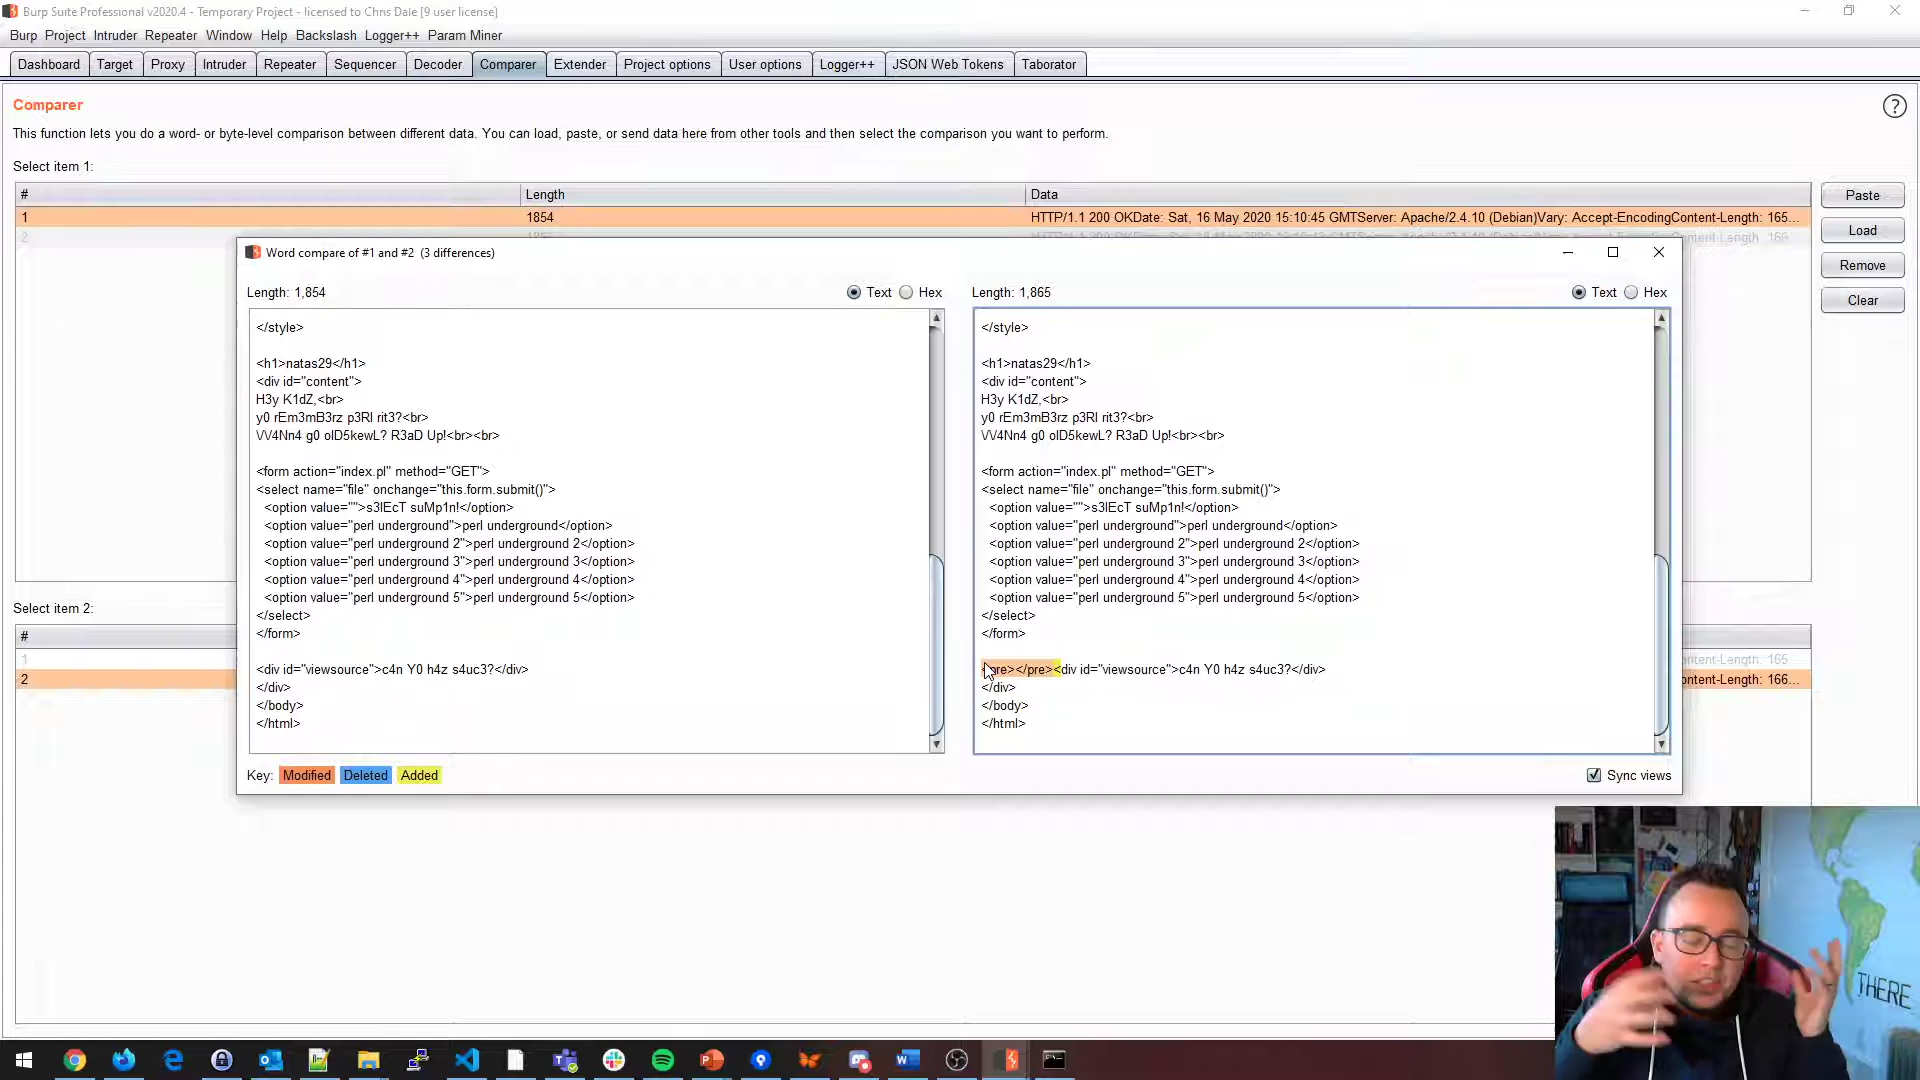 Burp Suite Professional v2020.4 - Temporary Project - licensed to Chris Dale [9 user license]
Burp Project Intruder Repeater Window Help Backslash Logger++ Param Miner
Dashboard Target Proxy Intruder Repeater Sequencer Decoder Comparer Extender Project options User options Logger++ JSON Web Tokens Taborator
Comparer
?
This function lets you do a word- or byte-level comparison between different data. You can load, paste, or send data here from other tools and then select the comparison you want to perform.
Select item 1:
# Length Data
Paste
1 1854 HTTP/1.1 200 OKDate: Sat, 16 May 2020 15:10:45 GMTServer: Apache/2.4.10 (Debian)Vary: Accept-EncodingContent-Length: 165...
2
Load
Remove
Clear
Word compare of #1 and #2 (3 differences)
Length: 1,854 Text Hex
</style>
<h1>natas29</h1>
<div id="content">
H3y K1dZ,<br>
y0 rEm3mB3rz p3Rl rit3?<br>
\/\/4Nn4 g0 olD5kewL? R3aD Up!<br><br>
<form action="index.pl" method="GET">
<select name="file" onchange="this.form.submit()">
<option value="">s3lEcT suMp1n!</option>
<option value="perl underground">perl underground</option>
<option value="perl underground 2">perl underground 2</option>
<option value="perl underground 3">perl underground 3</option>
<option value="perl underground 4">perl underground 4</option>
<option value="perl underground 5">perl underground 5</option>
</select>
</form>
<div id="viewsource">c4n Y0 h4z s4uc3?</div>
</div>
</body>
</html>
Length: 1,865 Text Hex
</style>
<h1>natas29</h1>
<div id="content">
H3y K1dZ,<br>
y0 rEm3mB3rz p3Rl rit3?<br>
\/\/4Nn4 g0 olD5kewL? R3aD Up!<br><br>
<form action="index.pl" method="GET">
<select name="file" onchange="this.form.submit()">
<option value="">s3lEcT suMp1n!</option>
<option value="perl underground">perl underground</option>
<option value="perl underground 2">perl underground 2</option>
<option value="perl underground 3">perl underground 3</option>
<option value="perl underground 4">perl underground 4</option>
<option value="perl underground 5">perl underground 5</option>
</select>
</form>
<pre></pre><div id="viewsource">c4n Y0 h4z s4uc3?</div>
</div>
</body>
</html>
Key: Modified Deleted Added
Sync views
Select item 2:
#
1 ntent-Length: 165
2 ontent-Length: 166...
THERE